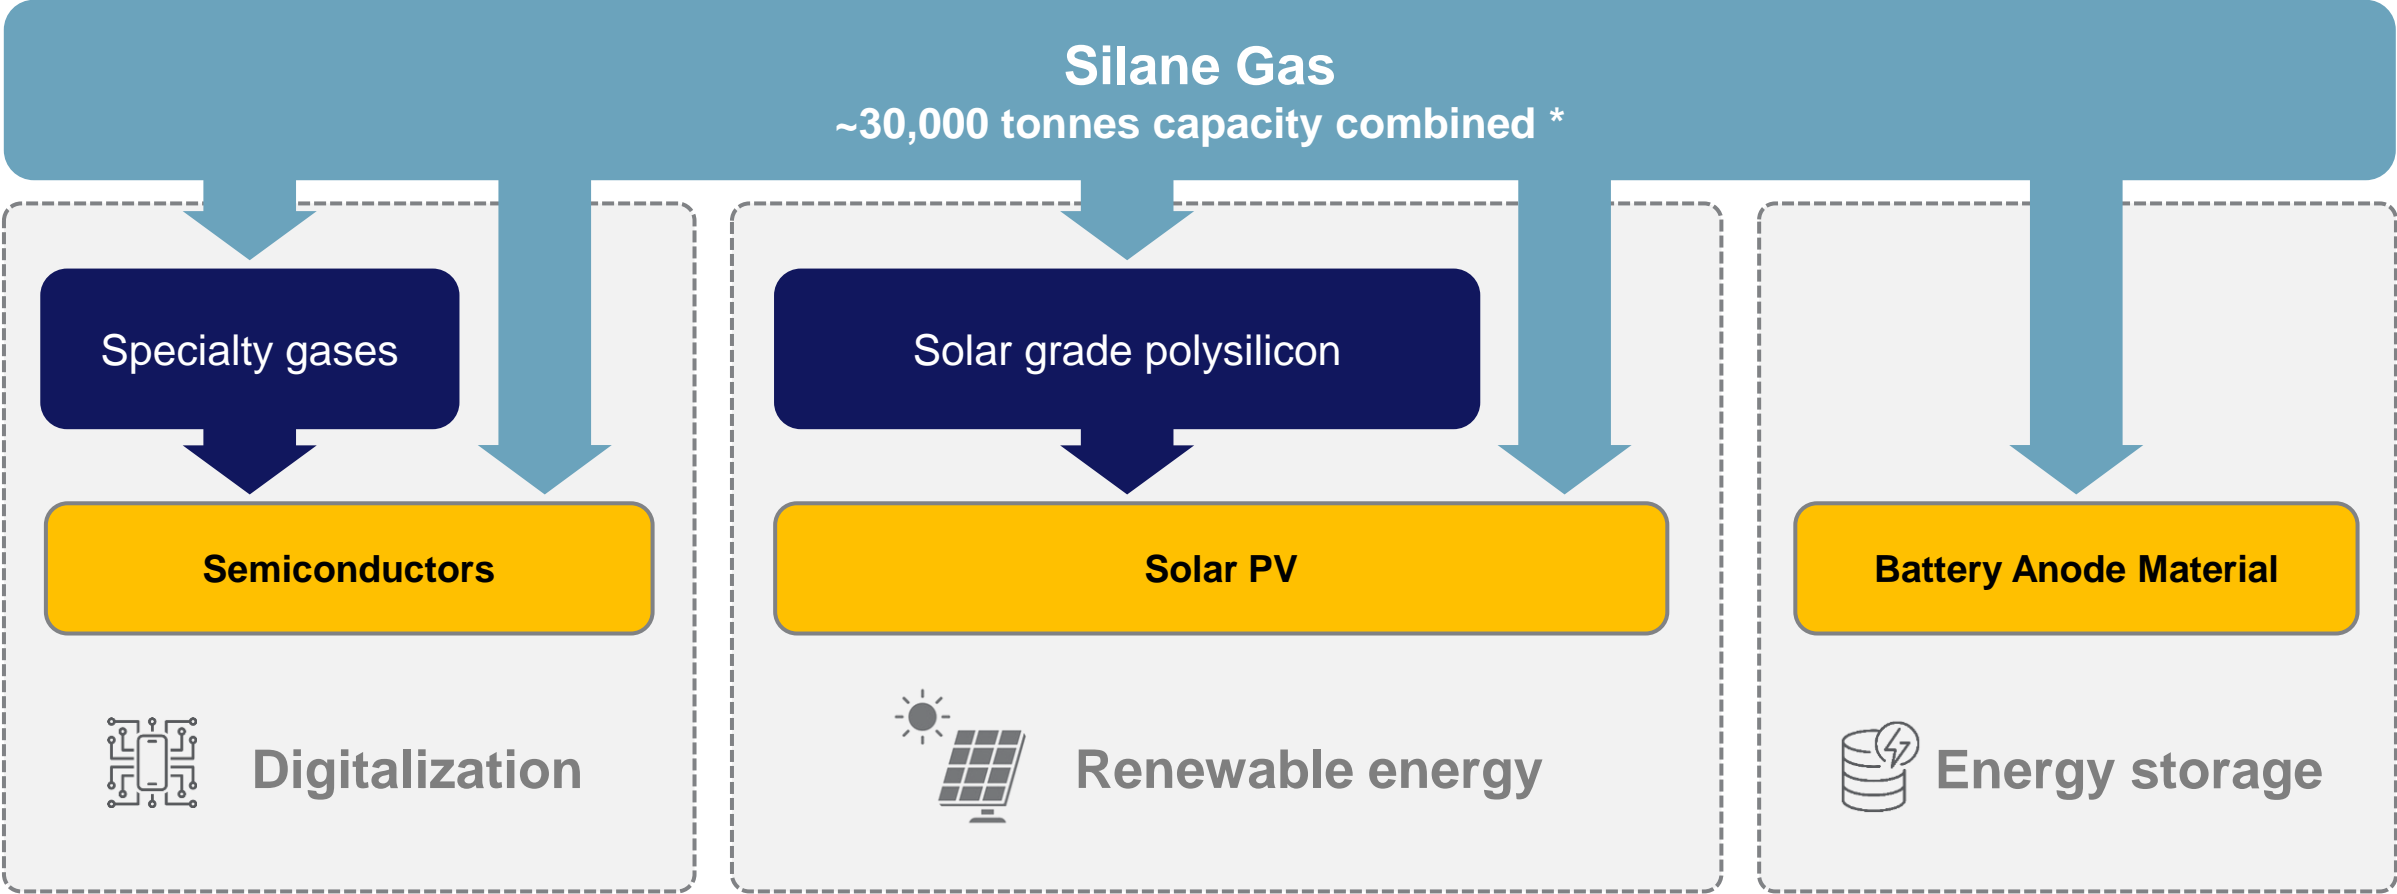 Silane Gas
~30,000 tonnes capacity combined *
Specialty gases
Solar grade polysilicon
Semiconductors
Solar PV
Battery Anode Material
Digitalization
Renewable energy
Energy storage